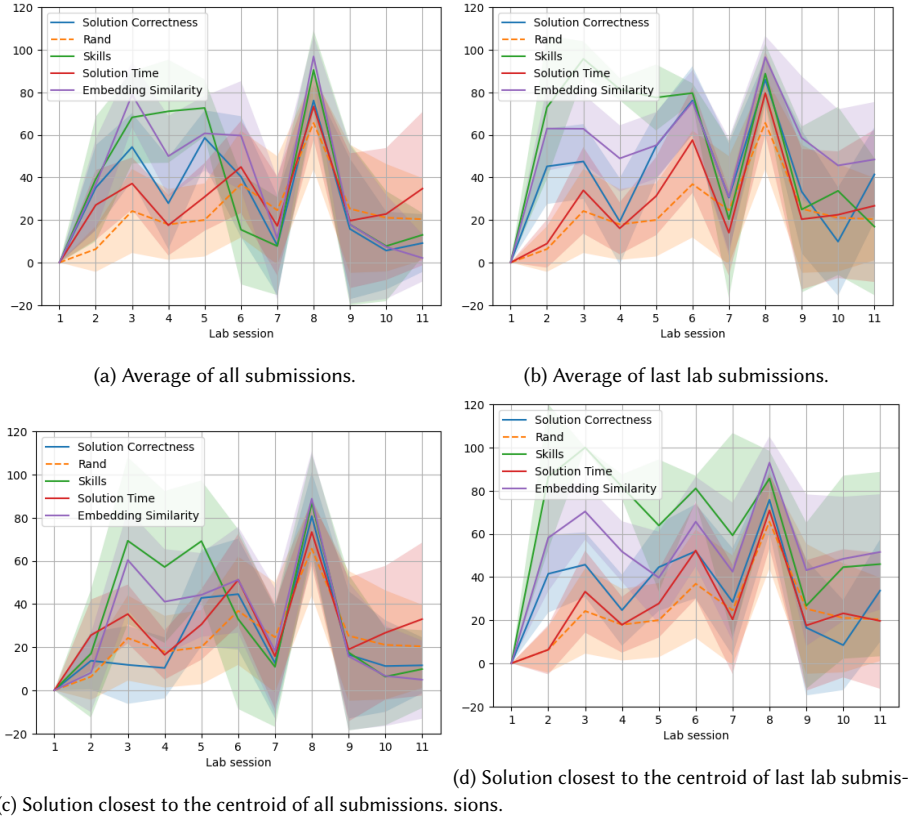 120
100
80
60
40
20
0
−20
Solution Correctness
Rand
Skills
Solution Time
Embedding Similarity
1 2 3 4 5 6 7 8 9 10 11
Lab session
(a) Average of all submissions.
120
100
80
60
40
20
0
−20
Solution Correctness
Rand
Skills
Solution Time
Embedding Similarity
1 2 3 4 5 6 7 8 9 10 11
Lab session
(b) Average of last lab submissions.
120
100
80
60
40
20
0
−20
Solution Correctness
Rand
Skills
Solution Time
Embedding Similarity
1 2 3 4 5 6 7 8 9 10 11
Lab session
(c) Solution closest to the centroid of all submissions.
120
100
80
60
40
20
0
−20
Solution Correctness
Rand
Skills
Solution Time
Embedding Similarity
1 2 3 4 5 6 7 8 9 10 11
Lab session
(d) Solution closest to the centroid of last lab submis-
sions.